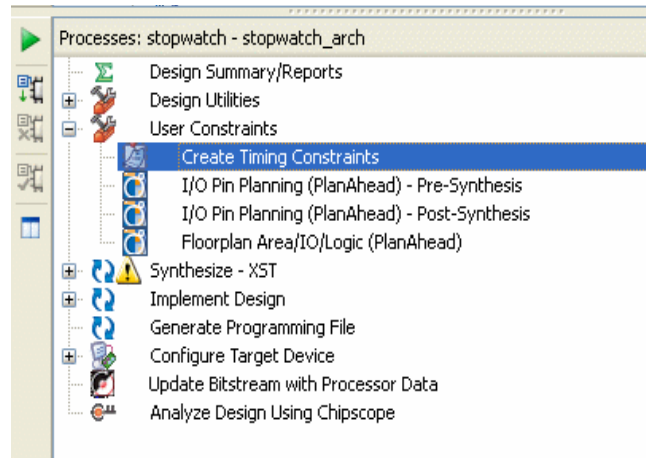 Processes: stopwatch - stopwatch_arch
Design Summary/Reports
Design Utilities
User Constraints
Create Timing Constraints
I/O Pin Planning (PlanAhead) - Pre-Synthesis
I/O Pin Planning (PlanAhead) - Post-Synthesis
Floorplan Area/IO/Logic (PlanAhead)
Synthesize - XST
Implement Design
Generate Programming File
Configure Target Device
Update Bitstream with Processor Data
Analyze Design Using Chipscope